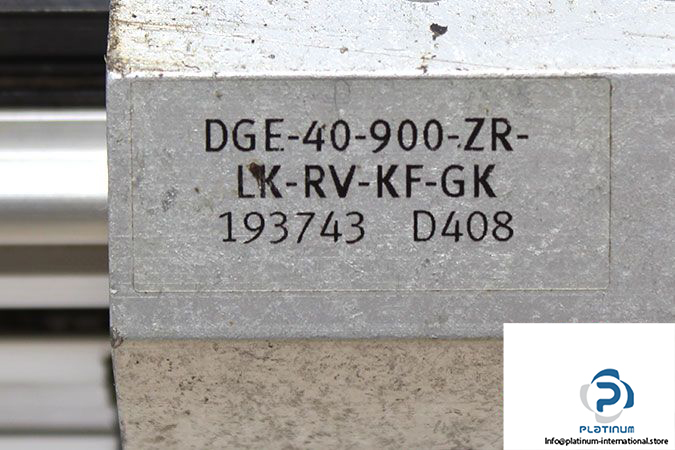 DGE-40-900-ZR-
LK-RV-KF-GK
193743 D408
PLATINUM
Info@platinum-international.store